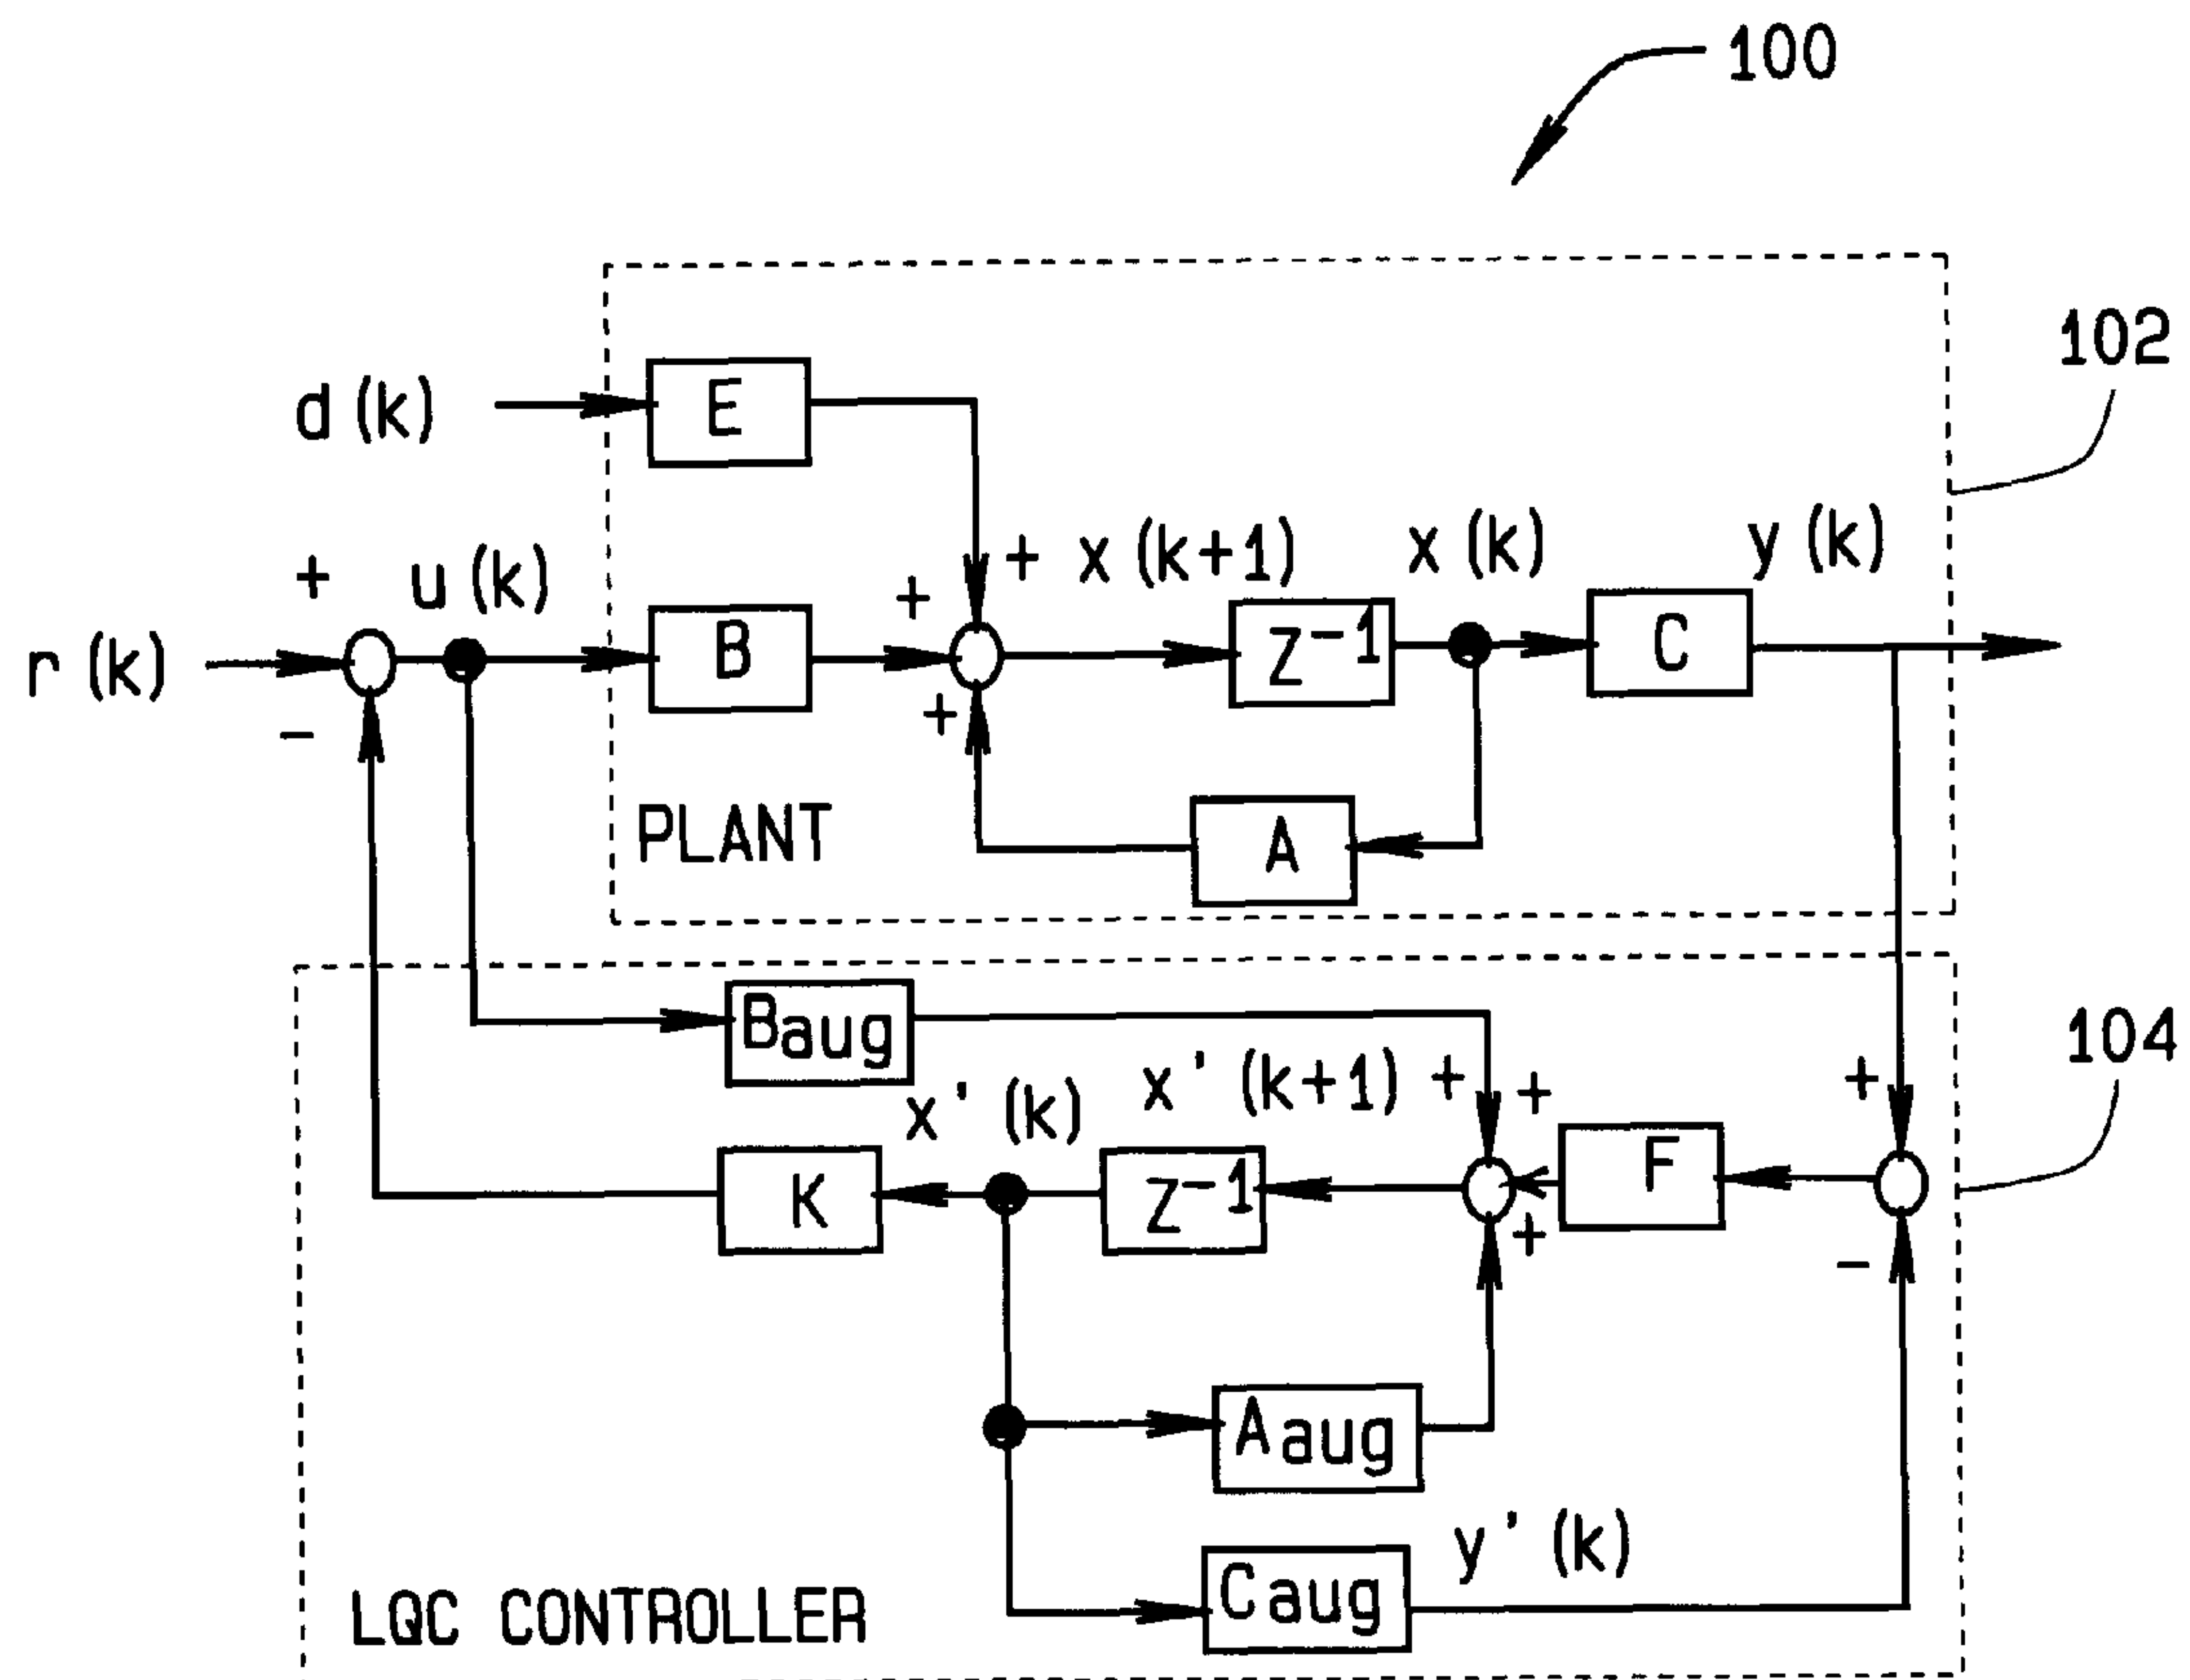 100
102
d (k)
E
+
u (k)
+
+
x (k+1)
x (k)
y (k)
r (k)
B
Z⁻¹
C
-
+
PLANT
A
104
Baug
x' (k)
x' (k+1)
+
+
+
K
Z⁻¹
F
+
-
Aaug
y' (k)
Caug
LQC CONTROLLER